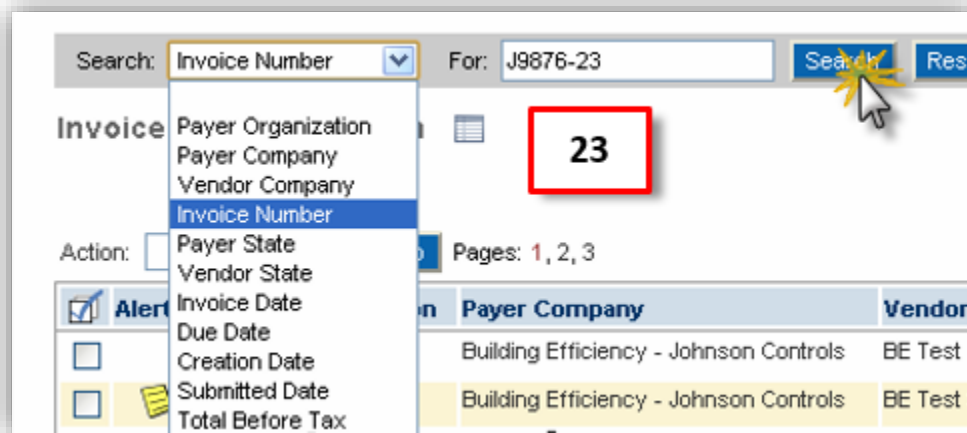 Search: Invoice Number For: J9876-23 Search Res
Invoice
23
Payer Organization
Payer Company
Vendor Company
Invoice Number
Payer State
Vendor State
Invoice Date
Due Date
Creation Date
Submitted Date
Total Before Tax
Action: Pages: 1, 2, 3
Alert Payer Company Vendor
Building Efficiency - Johnson Controls BE Test
Building Efficiency - Johnson Controls BE Test